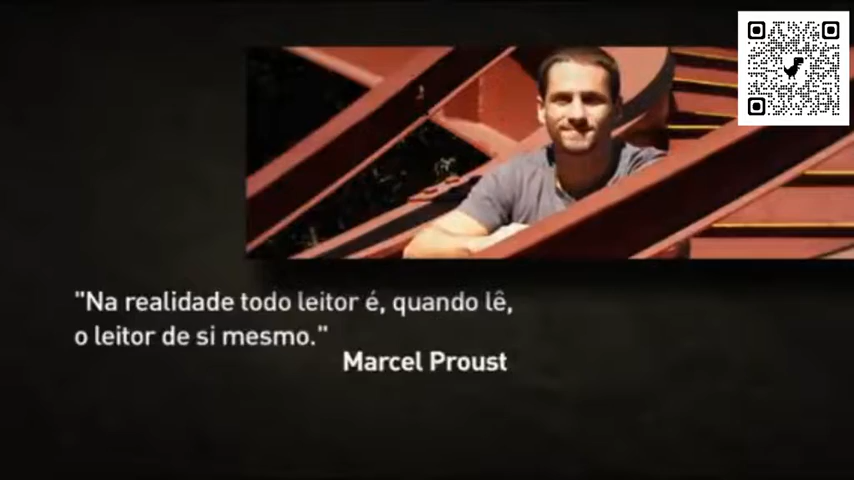 "Na realidade todo leitor é, quando lê,
o leitor de si mesmo."
Marcel Proust